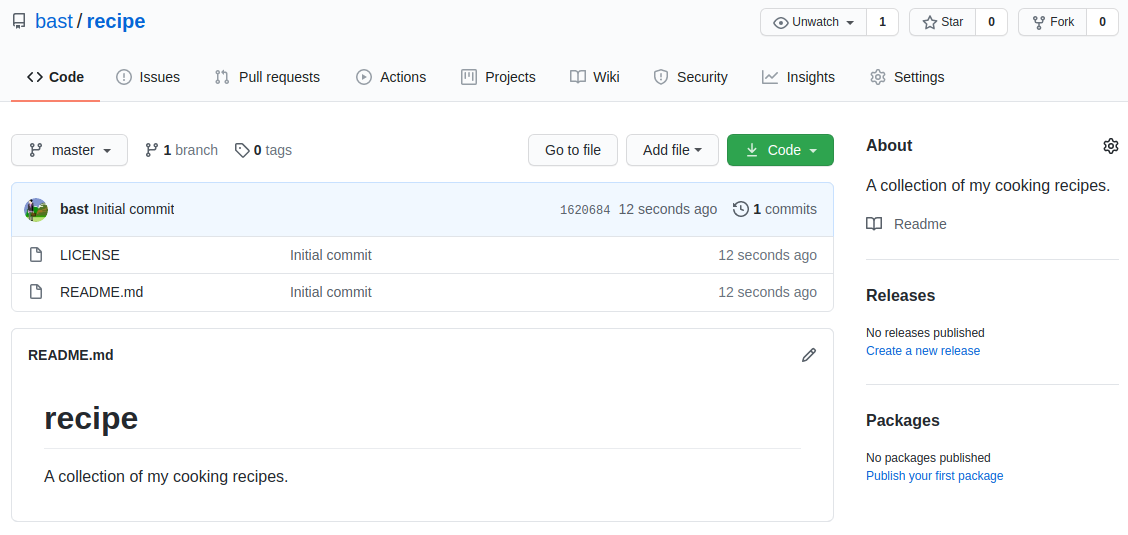 bast / recipe
Unwatch 1 Star 0 Fork 0
Code Issues Pull requests Actions Projects Wiki Security Insights Settings
master 1 branch 0 tags Go to file Add file Code
bast Initial commit 1620684 12 seconds ago 1 commits
LICENSE Initial commit 12 seconds ago
README.md Initial commit 12 seconds ago
README.md
recipe
A collection of my cooking recipes.
About
A collection of my cooking recipes.
Readme
Releases
No releases published
Create a new release
Packages
No packages published
Publish your first package